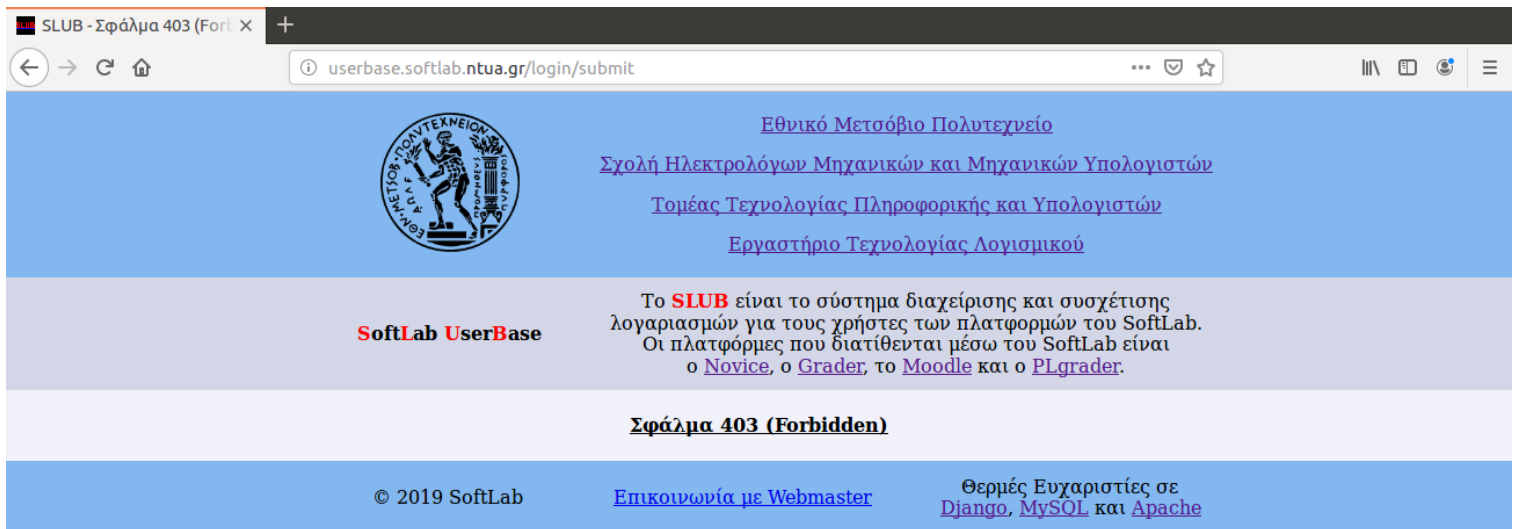 SLUB - Σφάλμα 403 (Forb
userbase.softlab.ntua.gr/login/submit
Εθνικό Μετσόβιο Πολυτεχνείο
Σχολή Ηλεκτρολόγων Μηχανικών και Μηχανικών Υπολογιστών
Τομέας Τεχνολογίας Πληροφορικής και Υπολογιστών
Εργαστήριο Τεχνολογίας Λογισμικού
SoftLab UserBase
Το SLUB είναι το σύστημα διαχείρισης και συσχέτισης
λογαριασμών για τους χρήστες των πλατφορμών του SoftLab.
Οι πλατφόρμες που διατίθενται μέσω του SoftLab είναι
ο Novice, ο Grader, το Moodle και ο PLgrader.
Σφάλμα 403 (Forbidden)
© 2019 SoftLab
Επικοινωνία με Webmaster
Θερμές Ευχαριστίες σε
Django, MySQL και Apache